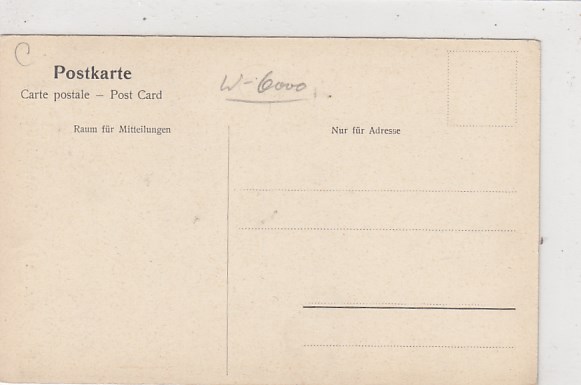 C
Postkarte
W-6000
Carte postale – Post Card
Raum für Mitteilungen
Nur für Adresse